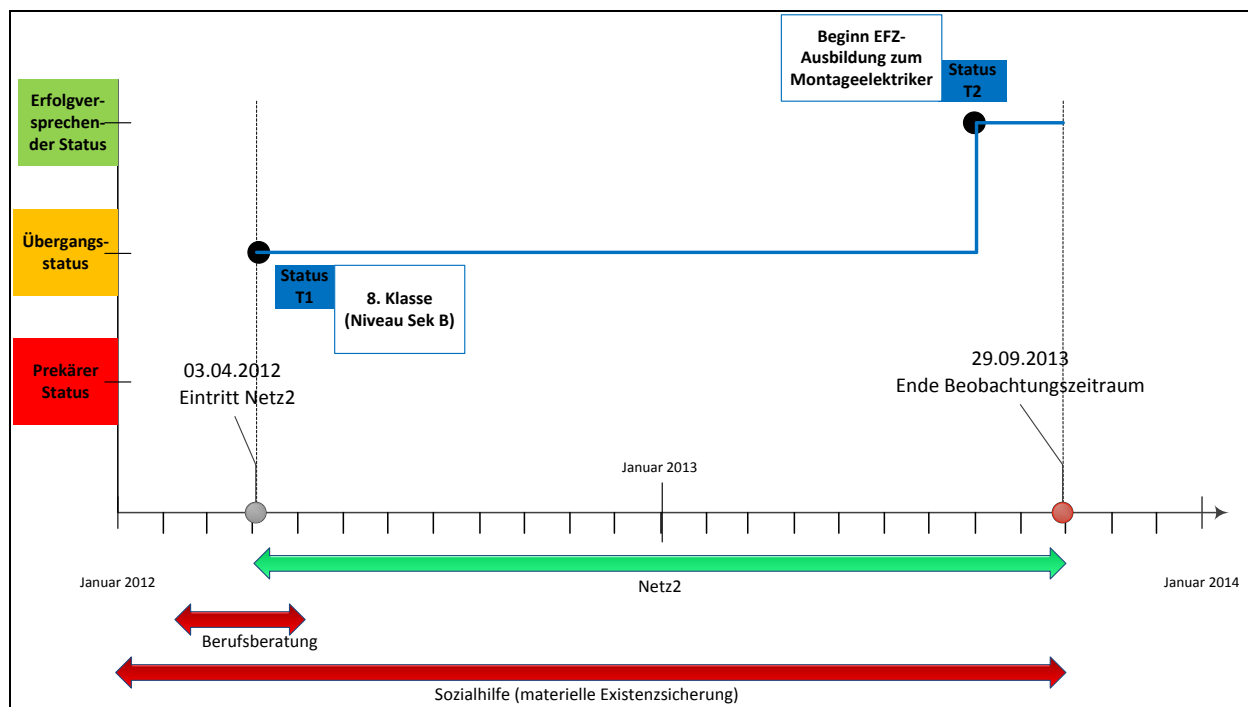 Beginn EFZ-
Ausbildung zum
Montageelektriker
Status
T2
Erfolgver-
sprechen-
der Status
Übergangs-
status
Status
T1
8. Klasse
(Niveau Sek B)
Prekärer
Status
03.04.2012
Eintritt Netz2
29.09.2013
Ende Beobachtungszeitraum
Januar 2013
Januar 2012
Netz2
Januar 2014
Berufsberatung
Sozialhilfe (materielle Existenzsicherung)